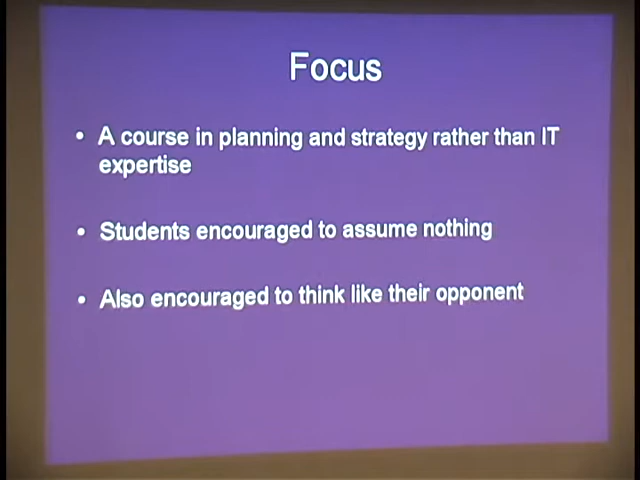 Focus
• A course in planning and strategy rather than IT
expertise
• Students encouraged to assume nothing
• Also encouraged to think like their opponent